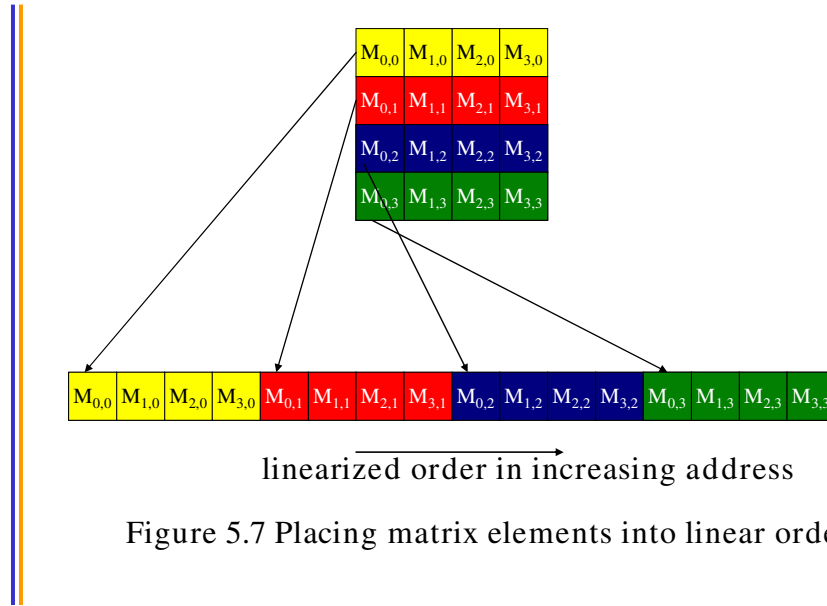 M0,0 M1,0 M2,0 M3,0
M0,1 M1,1 M2,1 M3,1
M0,2 M1,2 M2,2 M3,2
M0,3 M1,3 M2,3 M3,3
M0,0 M1,0 M2,0 M3,0 M0,1 M1,1 M2,1 M3,1 M0,2 M1,2 M2,2 M3,2 M0,3 M1,3 M2,3 M3,3
linearized order in increasing address
Figure 5.7 Placing matrix elements into linear orde